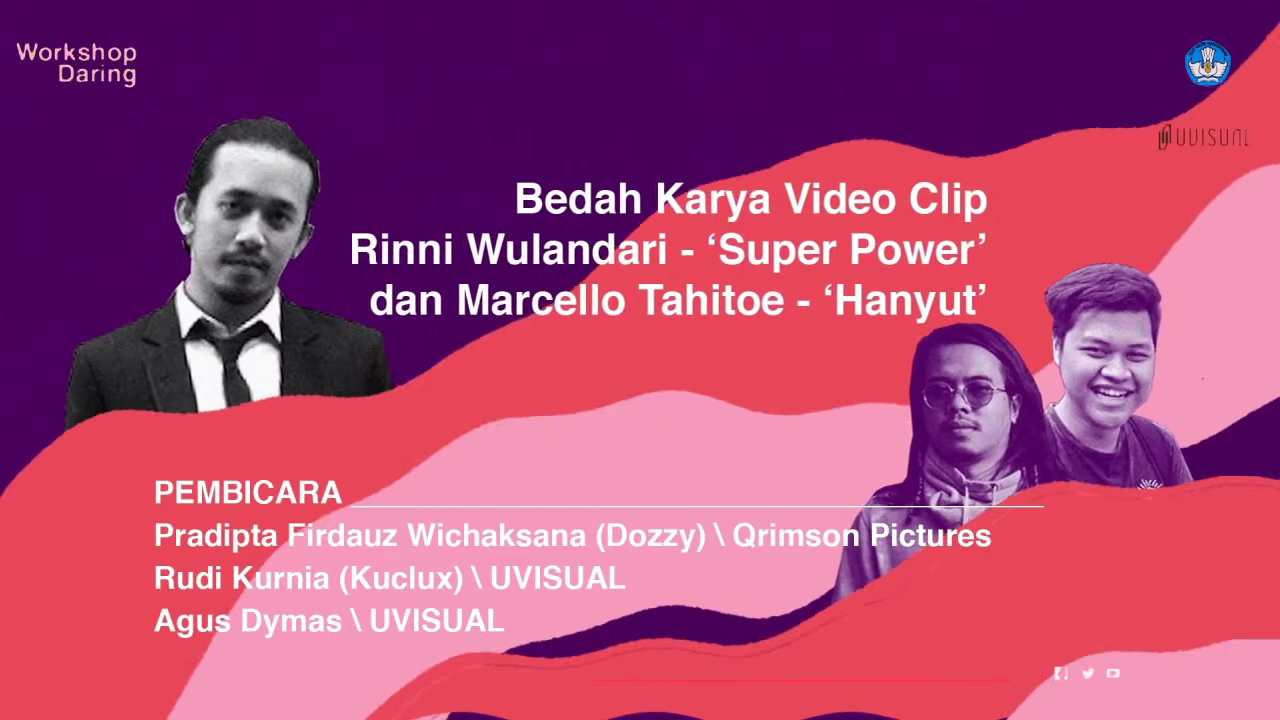 Workshop
Daring
UVISUAL
Bedah Karya Video Clip
Rinni Wulandari - ‘Super Power’
dan Marcello Tahitoe - ‘Hanyut’
PEMBICARA
Pradipta Firdauz Wichaksana (Dozzy) \ Qrimson Pictures
Rudi Kurnia (Kuclux) \ UVISUAL
Agus Dymas \ UVISUAL